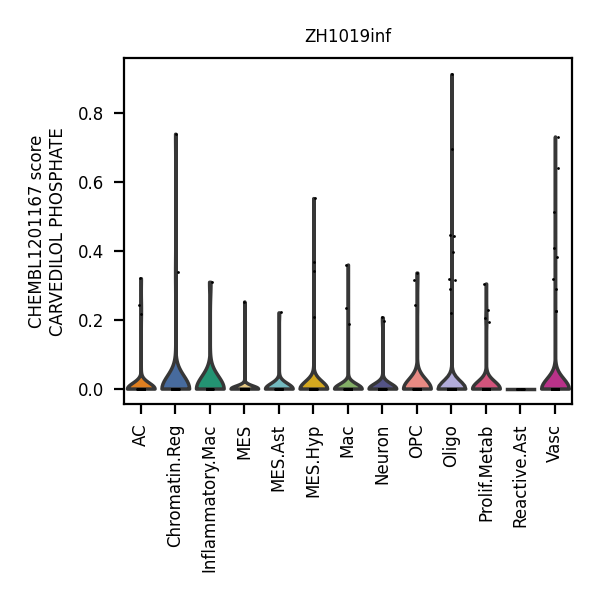 ZH1019inf
CHEMBL1201167 score
CARVEDILOL PHOSPHATE
0.8
0.6
0.4
0.2
0.0
AC
Chromatin.Reg
Inflammatory.Mac
MES
MES.Ast
MES.Hyp
Mac
Neuron
OPC
Oligo
Prolif.Metab
Reactive.Ast
Vasc